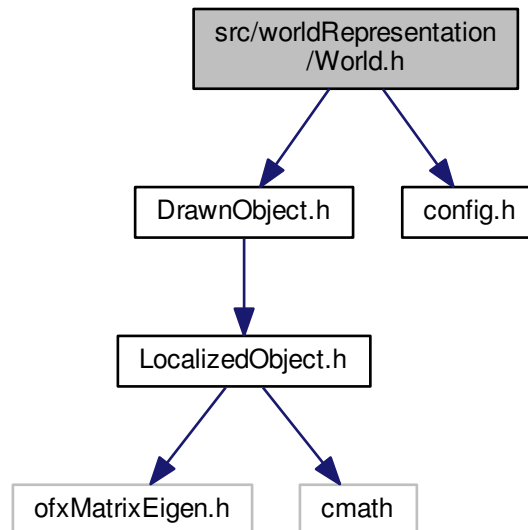 src/worldRepresentation
/World.h
DrawnObject.h
config.h
LocalizedObject.h
ofxMatrixEigen.h
cmath